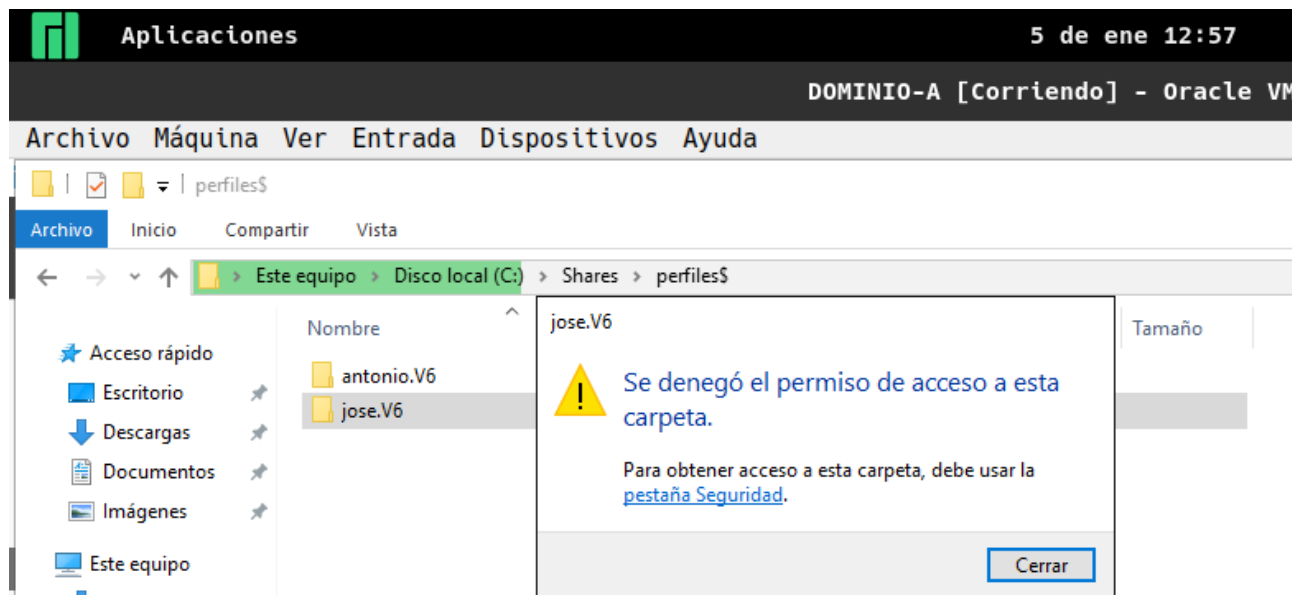 Aplicaciones 5 de ene 12:57
DOMINIO-A [Corriendo] - Oracle VM
Archivo Máquina Ver Entrada Dispositivos Ayuda
perfiles$
Archivo Inicio Compartir Vista
Este equipo > Disco local (C:) > Shares > perfiles$
Nombre
Tamaño
Acceso rápido
Escritorio
Descargas
Documentos
Imágenes
Este equipo
antonio.V6
jose.V6
jose.V6
Se denegó el permiso de acceso a esta
carpeta.
Para obtener acceso a esta carpeta, debe usar la
pestaña Seguridad.
Cerrar